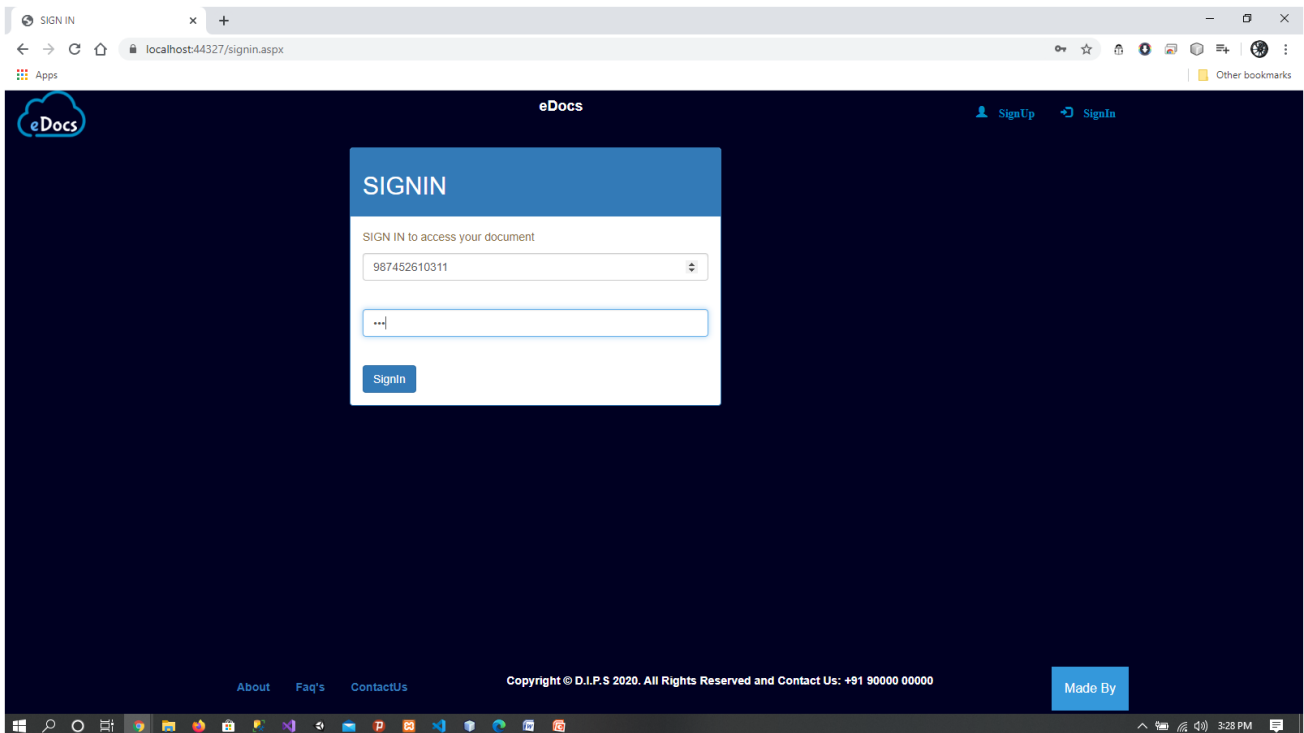 SIGN IN
localhost:44327/signin.aspx
Apps
Other bookmarks
eDocs
eDocs
SignUp
SignIn
SIGNIN
SIGN IN to access your document
987452610311
•••
SignIn
About Faq's ContactUs
Copyright © D.I.P.S 2020. All Rights Reserved and Contact Us: +91 90000 00000
Made By
3:28 PM